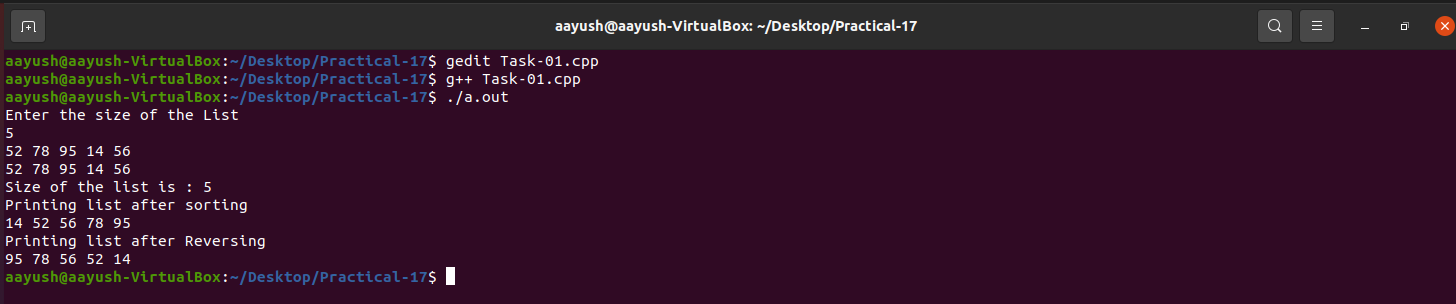 aayush@aayush-VirtualBox: ~/Desktop/Practical-17
aayush@aayush-VirtualBox:~/Desktop/Practical-17$ gedit Task-01.cpp
aayush@aayush-VirtualBox:~/Desktop/Practical-17$ g++ Task-01.cpp
aayush@aayush-VirtualBox:~/Desktop/Practical-17$ ./a.out
Enter the size of the List
5
52 78 95 14 56
52 78 95 14 56
Size of the list is : 5
Printing list after sorting
14 52 56 78 95
Printing list after Reversing
95 78 56 52 14
aayush@aayush-VirtualBox:~/Desktop/Practical-17$